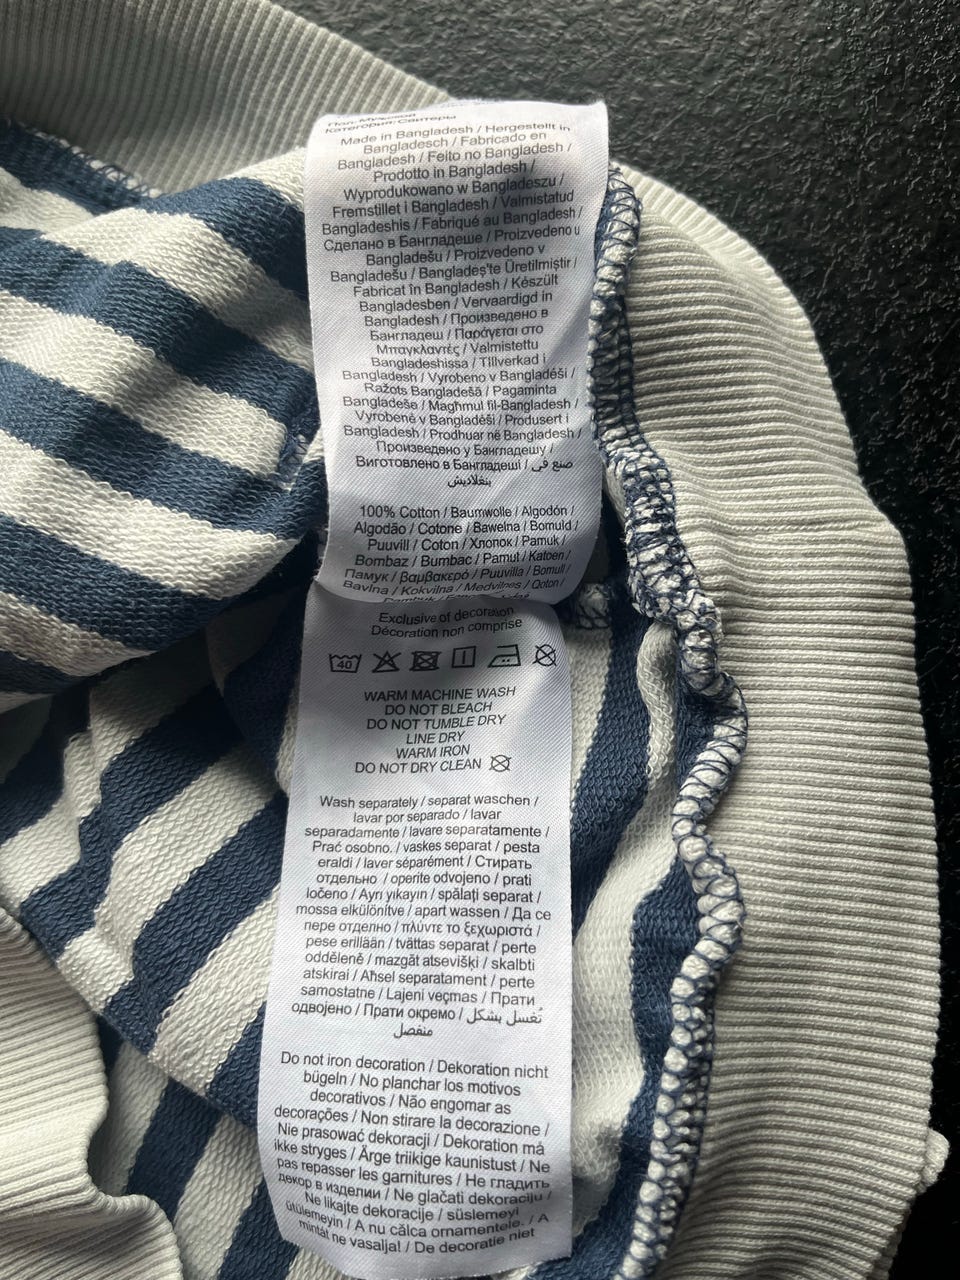 Пол: Мужской
Категория: Свитеры
Made in Bangladesh / Hergestellt in
Bangladesch / Fabricado en
Bangladesh / Feito no Bangladesh /
Prodotto in Bangladesh /
Wyprodukowano w Bangladeszu /
Fremstillet i Bangladesh / Valmistatud
Bangladeshis / Fabriqué au Bangladesh /
Сделано в Бангладеше / Proizvedeno u
Bangladešu / Proizvedeno v
Bangladešu / Bangladeş'te Üretilmiştir /
Fabricat în Bangladesh / Készült
Bangladesben / Vervaardigd in
Bangladesh / Произведено в
Бангладеш / Παράγεται στο
Μπαγκλαντές / Valmistettu
Bangladeshissa / Tillverkad i
Bangladesh / Vyrobeno v Bangladéši /
Ražots Bangladešā / Pagaminta
Bangladeše / Magħmul fil-Bangladesh /
Vyrobené v Bangladéši / Produsert i
Bangladesh / Prodhuar në Bangladesh /
Произведено у Бангладешу /
Виготовлено в Бангладеші / صنع في
بنغلاديش
100% Cotton / Baumwolle / Algodón /
Algodão / Cotone / Bawełna / Bomuld /
Puuvill / Coton / Хлопок / Pamuk /
Bombaz / Bumbac / Pamut / Katoen /
Памук / βαμβακερό / Puuvilla / Bomull /
Bavlna / Kokvilna / Medvilnės / Qoton /
Exclusive of decoration
Décoration non comprise
40
WARM MACHINE WASH
DO NOT BLEACH
DO NOT TUMBLE DRY
LINE DRY
WARM IRON
DO NOT DRY CLEAN
Wash separately / separat waschen /
lavar por separado / lavar
separadamente / lavare separatamente /
Prać osobno. / vaskes separat / pesta
eraldi / laver séparément / Стирать
отдельно / operite odvojeno / prati
ločeno / Ayrı yıkayın / spălați separat /
mossa elkülönítve / apart wassen / Да се
пере отделно / πλύντε το ξεχωριστά /
pese erillään / tvättas separat / perte
odděleně / mazgāt atsevišķi / skalbti
atskirai / Aħsel separatament / perte
samostatne / Lajeni veçmas / Прати
одвојено / Прати окремо / تُغسل بشكل
منفصل
Do not iron decoration / Dekoration nicht
bügeln / No planchar los motivos
decorativos / Não engomar as
decorações / Non stirare la decorazione /
Nie prasować dekoracji / Dekoration må
ikke stryges / Ärge triikige kaunistust / Ne
pas repasser les garnitures / Не гладить
декор в изделии / Ne glačati dekoraciju /
Ne likajte dekoracije / süslemeyi
ütülemeyin / A nu călca ornamentele. / A
mintát ne vasalja! / De decoratie niet